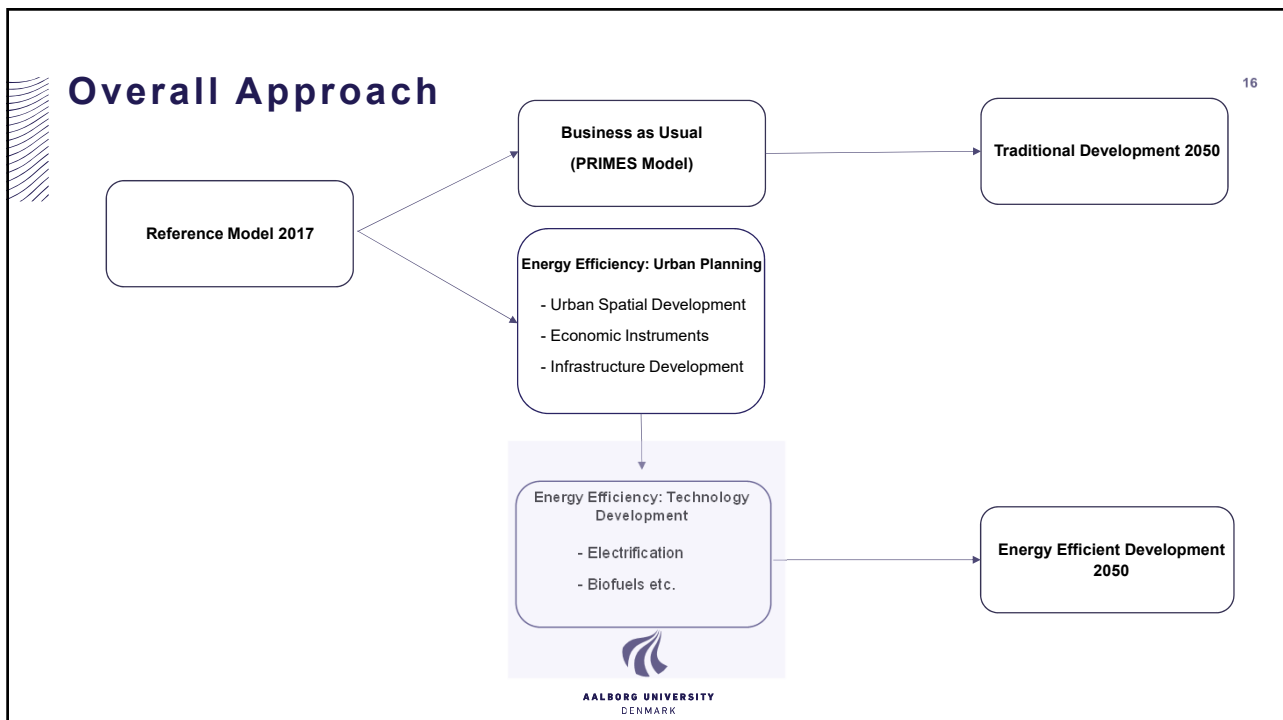 Overall Approach
16
Reference Model 2017
Business as Usual
(PRIMES Model)
Traditional Development 2050
Energy Efficiency: Urban Planning
- Urban Spatial Development
- Economic Instruments
- Infrastructure Development
Energy Efficiency: Technology
Development
- Electrification
- Biofuels etc.
Energy Efficient Development
2050
AALBORG UNIVERSITY
DENMARK